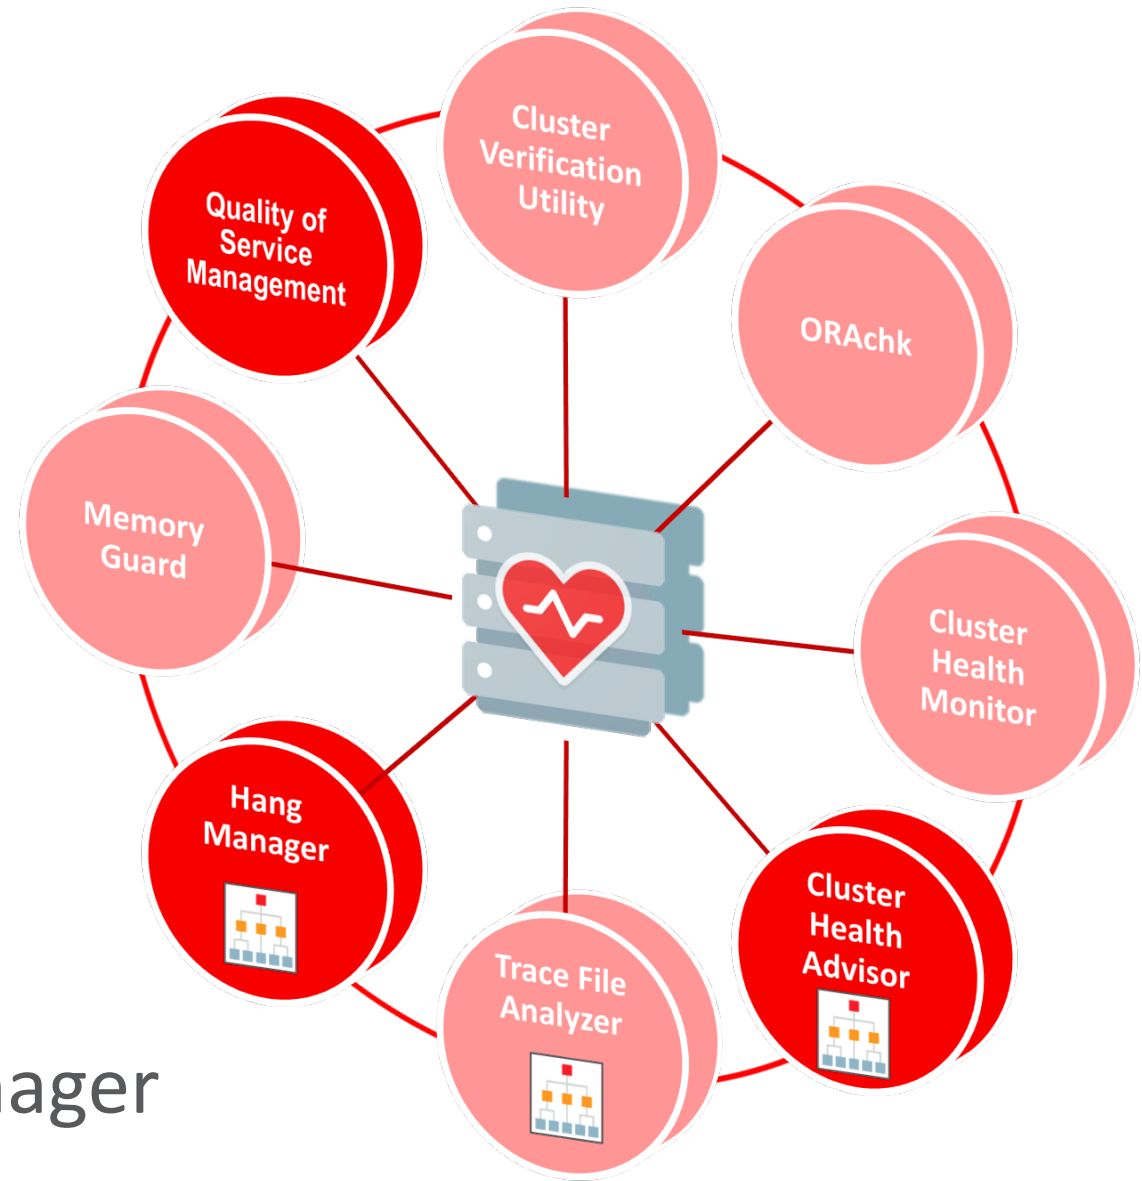 Cluster
Verification
Utility
Quality of
Service
Management
ORAchk
Memory
Guard
Cluster
Health
Monitor
Hang
Manager
Cluster
Health
Advisor
Trace File
Analyzer
nager